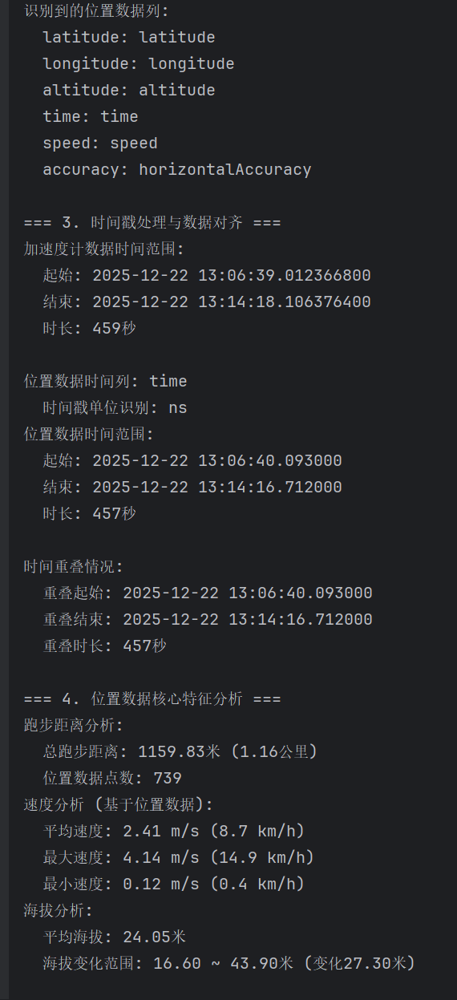 识别到的位置数据列:
latitude: latitude
longitude: longitude
altitude: altitude
time: time
speed: speed
accuracy: horizontalAccuracy
=== 3. 时间戳处理与数据对齐 ===
加速度计数据时间范围:
起始: 2025-12-22 13:06:39.012366800
结束: 2025-12-22 13:14:18.106376400
时长: 459秒
位置数据时间列: time
时间戳单位识别: ns
位置数据时间范围:
起始: 2025-12-22 13:06:40.093000
结束: 2025-12-22 13:14:16.712000
时长: 457秒
时间重叠情况:
重叠起始: 2025-12-22 13:06:40.093000
重叠结束: 2025-12-22 13:14:16.712000
重叠时长: 457秒
=== 4. 位置数据核心特征分析 ===
跑步距离分析:
总跑步距离: 1159.83米 (1.16公里)
位置数据点数: 739
速度分析 (基于位置数据):
平均速度: 2.41 m/s (8.7 km/h)
最大速度: 4.14 m/s (14.9 km/h)
最小速度: 0.12 m/s (0.4 km/h)
海拔分析:
平均海拔: 24.05米
海拔变化范围: 16.60 ~ 43.90米 (变化27.30米)